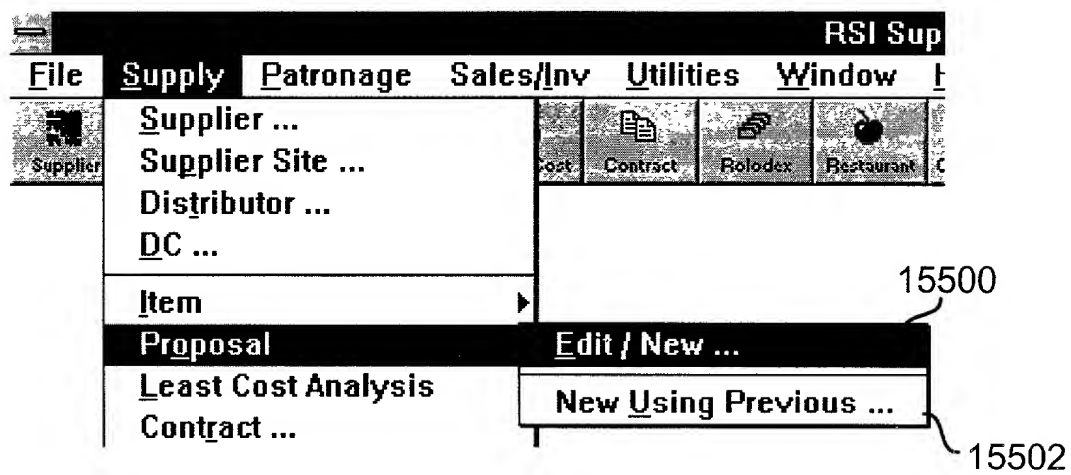 RSI Sup
File Supply Patronage Sales/Inv Utilities Window
Supplier Cost Contract Rolodex Restaurant
Supplier ...
Supplier Site ...
Distributor ...
DC ...
Item
Proposal
Least Cost Analysis
Contract ...
Edit / New ...
New Using Previous ...
15500
15502